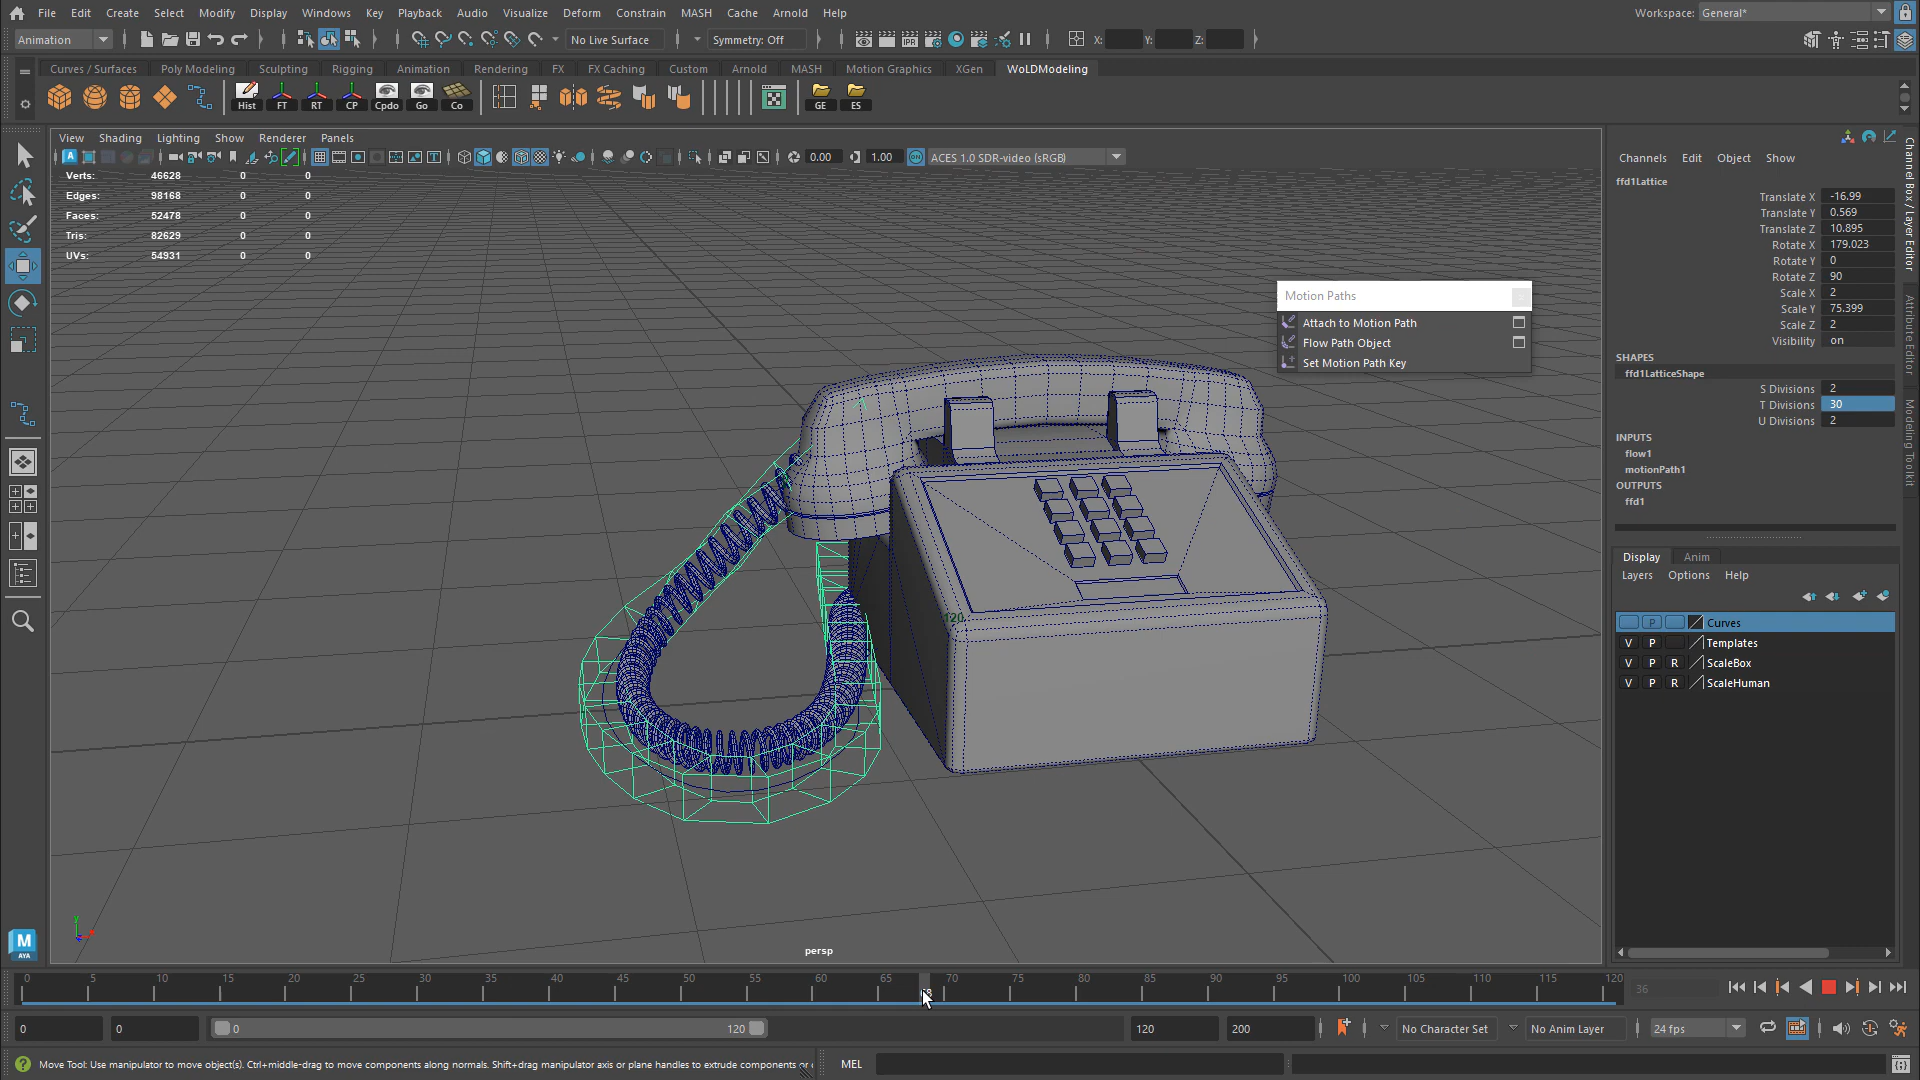 File Edit Create Select Modify Display Windows Key Playback Audio Visualize Deform Constrain MASH Cache Arnold Help Workspace: General*
Animation No Live Surface Symmetry: Off X: Y: Z:
Curves / Surfaces Poly Modeling Sculpting Rigging Animation Rendering FX FX Caching Custom Arnold MASH Motion Graphics XGen WoLDModeling
Hist FT RT CP Cpdo Go Co GE ES
View Shading Lighting Show Renderer Panels
0.00 1.00 ACES 1.0 SDR-video (sRGB)
Verts: 46628 0 0
Edges: 98168 0 0
Faces: 52478 0 0
Tris: 82629 0 0
UVs: 54931 0 0
Motion Paths
Attach to Motion Path
Flow Path Object
Set Motion Path Key
120
persp
Channels Edit Object Show
ffd1Lattice
Translate X -16.99
Translate Y 0.569
Translate Z 10.895
Rotate X 179.023
Rotate Y 0
Rotate Z 90
Scale X 2
Scale Y 75.399
Scale Z 2
Visibility on
SHAPES
ffd1LatticeShape
S Divisions 2
T Divisions 30
U Divisions 2
INPUTS
flow1
motionPath1
OUTPUTS
ffd1
Display Anim
Layers Options Help
P Curves
V P Templates
V P R ScaleBox
V P R ScaleHuman
Channel Box / Layer Editor
Attribute Editor
Modeling Toolkit
M
AYA
0 5 10 15 20 25 30 35 40 45 50 55 60 65 70 75 80 85 90 95 100 105 110 115 120
36
0 0 0 120 120 200 No Character Set No Anim Layer 24 fps
Move Tool: Use manipulator to move object(s). Ctrl+middle-drag to move components along normals. Shift+drag manipulator axis or plane handles to extrude components or
MEL